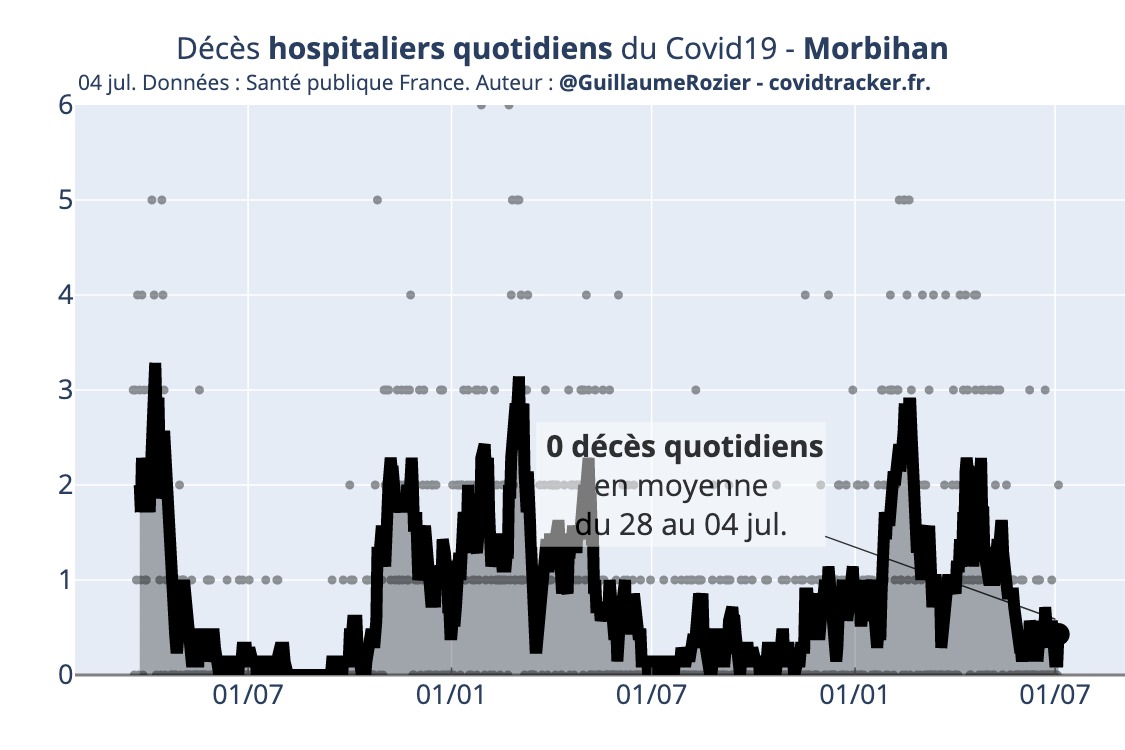 Décès hospitaliers quotidiens du Covid19 - Morbihan
04 jul. Données : Santé publique France. Auteur : @GuillaumeRozier - covidtracker.fr.
6
5
4
3
0 décès quotidiens
2
en moyenne
du 28 au 04 jul.
1
0
01/07 01/01 01/07 01/01 01/07